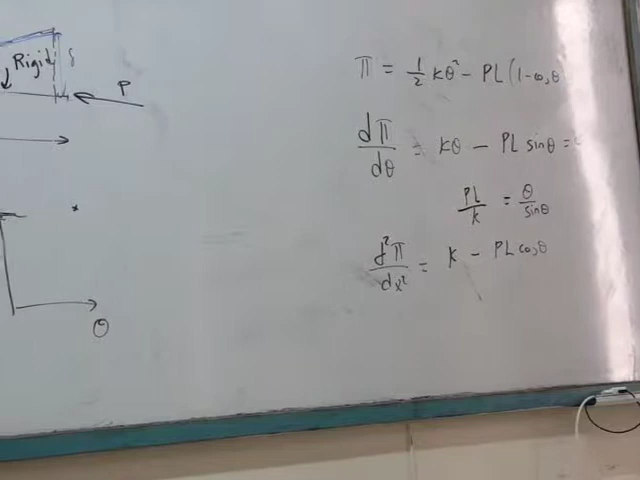 Rigid δ
P
θ
π = 1/2 kθ² - PL(1-cosθ
dπ/dθ = kθ - PL sinθ =
PL/k = θ/sinθ
d²π/dx² = k - PL cosθ